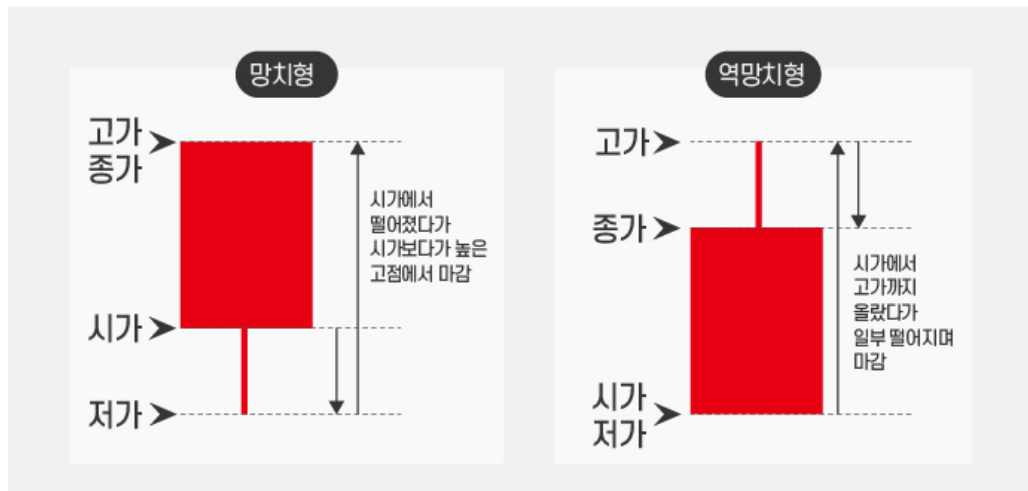 망치형
고가
종가
시가에서
떨어졌다가
시가보다가 높은
고점에서 마감
시가
저가
역망치형
고가
종가
시가에서
고가까지
올랐다가
일부 떨어지며
마감
시가
저가